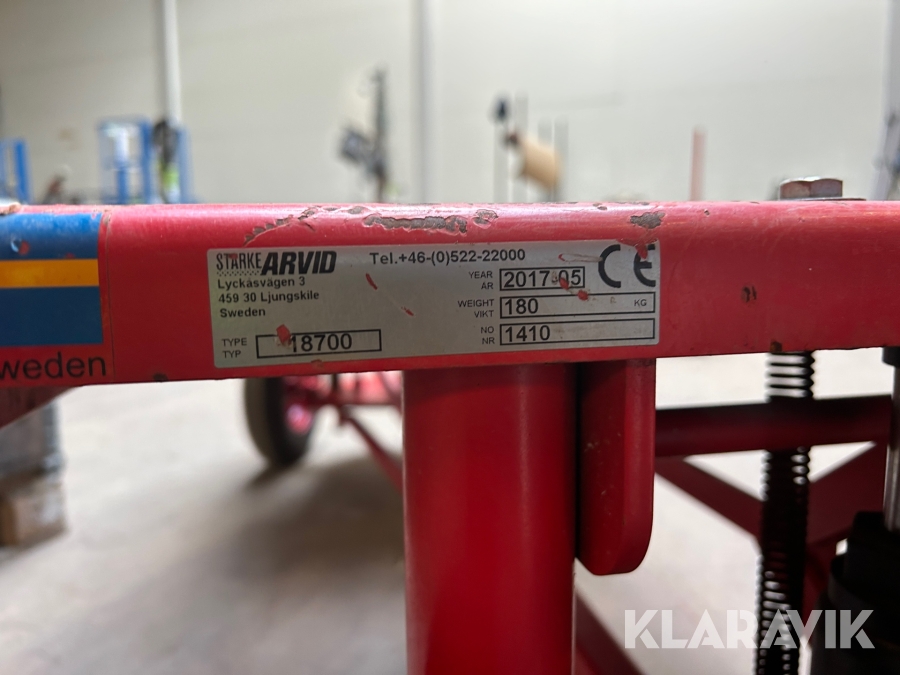 STARKE ARVID
Tel.+46-(0)522-22000
Lyckåsvägen 3
459 30 Ljungskile
Sweden
TYPE
TYP
18700
YEAR
ÅR
2017-05
WEIGHT
VIKT
180
KG
NO
NR
1410
CE
weden
KLARAVIK